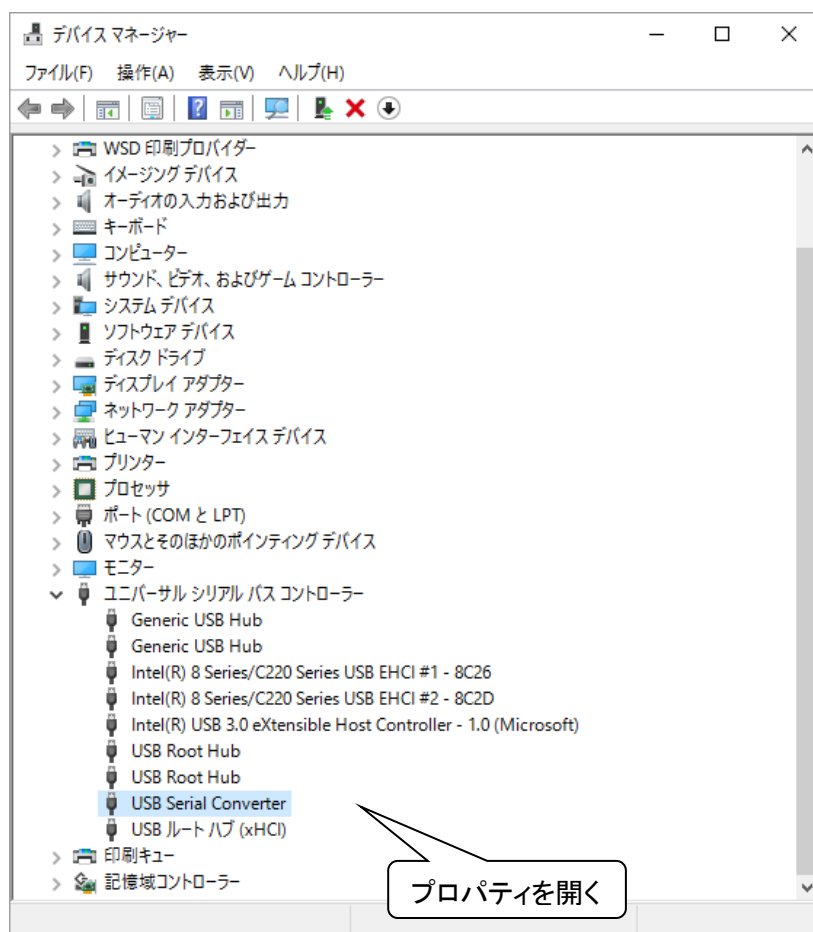 デバイス マネージャー
ファイル(F) 操作(A) 表示(V) ヘルプ(H)
WSD 印刷プロバイダー
イメージング デバイス
オーディオの入力および出力
キーボード
コンピューター
サウンド、ビデオ、およびゲーム コントローラー
システム デバイス
ソフトウェア デバイス
ディスク ドライブ
ディスプレイ アダプター
ネットワーク アダプター
ヒューマン インターフェイス デバイス
プリンター
プロセッサ
ポート (COM と LPT)
マウスとそのほかのポインティング デバイス
モニター
ユニバーサル シリアル バス コントローラー
Generic USB Hub
Generic USB Hub
Intel(R) 8 Series/C220 Series USB EHCI #1 - 8C26
Intel(R) 8 Series/C220 Series USB EHCI #2 - 8C2D
Intel(R) USB 3.0 eXtensible Host Controller - 1.0 (Microsoft)
USB Root Hub
USB Root Hub
USB Serial Converter
USB ルート ハブ (xHCI)
印刷キュー
記憶域コントローラー
プロパティを開く